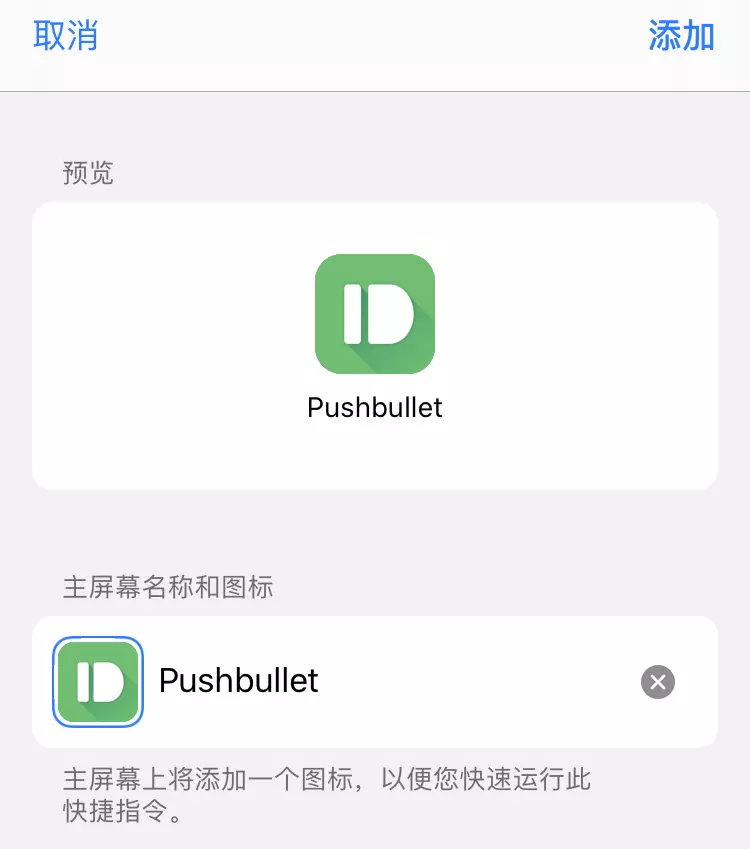 取消
添加
预览
Pushbullet
主屏幕名称和图标
Pushbullet
主屏幕上将添加一个图标，以便您快速运行此
快捷指令。